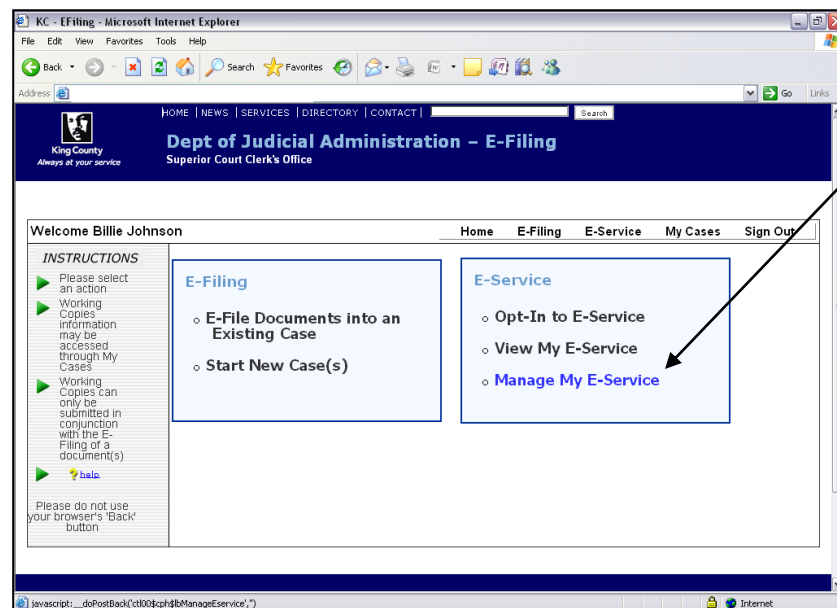 KC - EFiling - Microsoft Internet Explorer
File Edit View Favorites Tools Help
Back Search Favorites
Address Go Links
HOME | NEWS | SERVICES | DIRECTORY | CONTACT | Search
King County
Always at your service
Dept of Judicial Administration – E-Filing
Superior Court Clerk's Office
Welcome Billie Johnson Home E-Filing E-Service My Cases Sign Out
INSTRUCTIONS
Please select
an action
Working
Copies
information
may be
accessed
through My
Cases
Working
Copies can
only be
submitted in
conjunction
with the E-
Filing of a
document(s)
?help
Please do not use
your browser's 'Back'
button
E-Filing
E-File Documents into an
Existing Case
Start New Case(s)
E-Service
Opt-In to E-Service
View My E-Service
Manage My E-Service
javascript:__doPostBack('ctl00$cph$lbManageEservice','') Internet